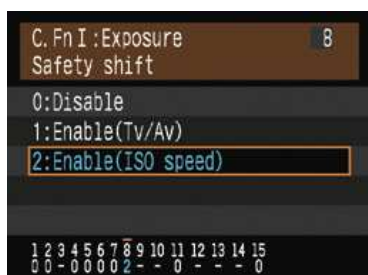 C.Fn I :Exposure 8
Safety shift
0:Disable
1:Enable(Tv/Av)
2:Enable(ISO speed)
1 2 3 4 5 6 7 8 9 10 11 12 13 14 15
0 0 - 0 0 0 0 2 - - 0 - - - 0